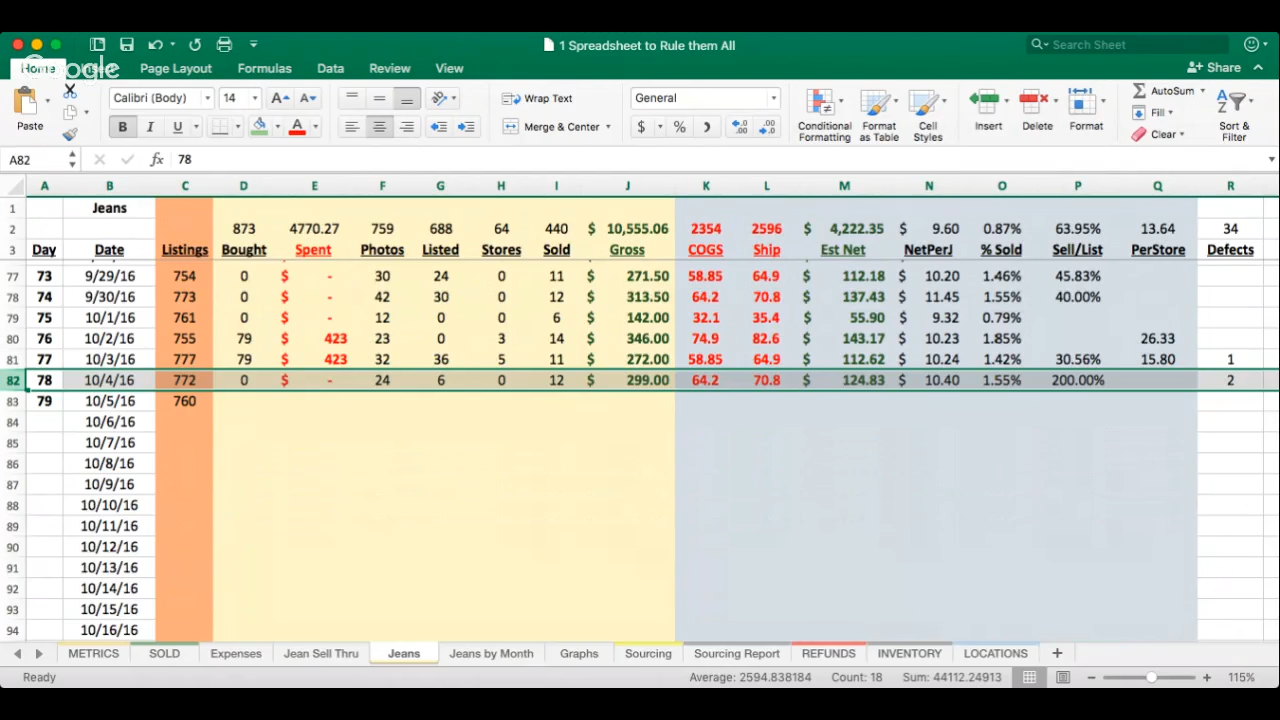 1 Spreadsheet to Rule them All
Search Sheet
Google
Home Insert Page Layout Formulas Data Review View
Share
Paste
Calibri (Body) 14
Wrap Text
General
Merge & Center
$ % )
Conditional Formatting
Format as Table
Cell Styles
Insert
Delete
Format
AutoSum
Fill
Clear
Sort & Filter
A82 fx 78
A B C D E F G H I J K L M N O P Q R
1 Jeans
2 873 4770.27 759 688 64 440 $ 10,555.06 2354 2596 $ 4,222.35 $ 9.60 0.87% 63.95% 13.64 34
3 Day Date Listings Bought Spent Photos Listed Stores Sold Gross COGS Ship Est Net NetPerJ % Sold Sell/List PerStore Defects
77 73 9/29/16 754 0 $ - 30 24 0 11 $ 271.50 58.85 64.9 $ 112.18 $ 10.20 1.46% 45.83%
78 74 9/30/16 773 0 $ - 42 30 0 12 $ 313.50 64.2 70.8 $ 137.43 $ 11.45 1.55% 40.00%
79 75 10/1/16 761 0 $ - 12 0 0 6 $ 142.00 32.1 35.4 $ 55.90 $ 9.32 0.79%
80 76 10/2/16 755 79 $ 423 23 0 3 14 $ 346.00 74.9 82.6 $ 143.17 $ 10.23 1.85% 26.33
81 77 10/3/16 777 79 $ 423 32 36 5 11 $ 272.00 58.85 64.9 $ 112.62 $ 10.24 1.42% 30.56% 15.80 1
82 78 10/4/16 772 0 $ - 24 6 0 12 $ 299.00 64.2 70.8 $ 124.83 $ 10.40 1.55% 200.00% 2
83 79 10/5/16 760
84 10/6/16
85 10/7/16
86 10/8/16
87 10/9/16
88 10/10/16
89 10/11/16
90 10/12/16
91 10/13/16
92 10/14/16
93 10/15/16
94 10/16/16
METRICS SOLD Expenses Jean Sell Thru Jeans Jeans by Month Graphs Sourcing Sourcing Report REFUNDS INVENTORY LOCATIONS +
Ready Average: 2594.838184 Count: 18 Sum: 44112.24913 115%